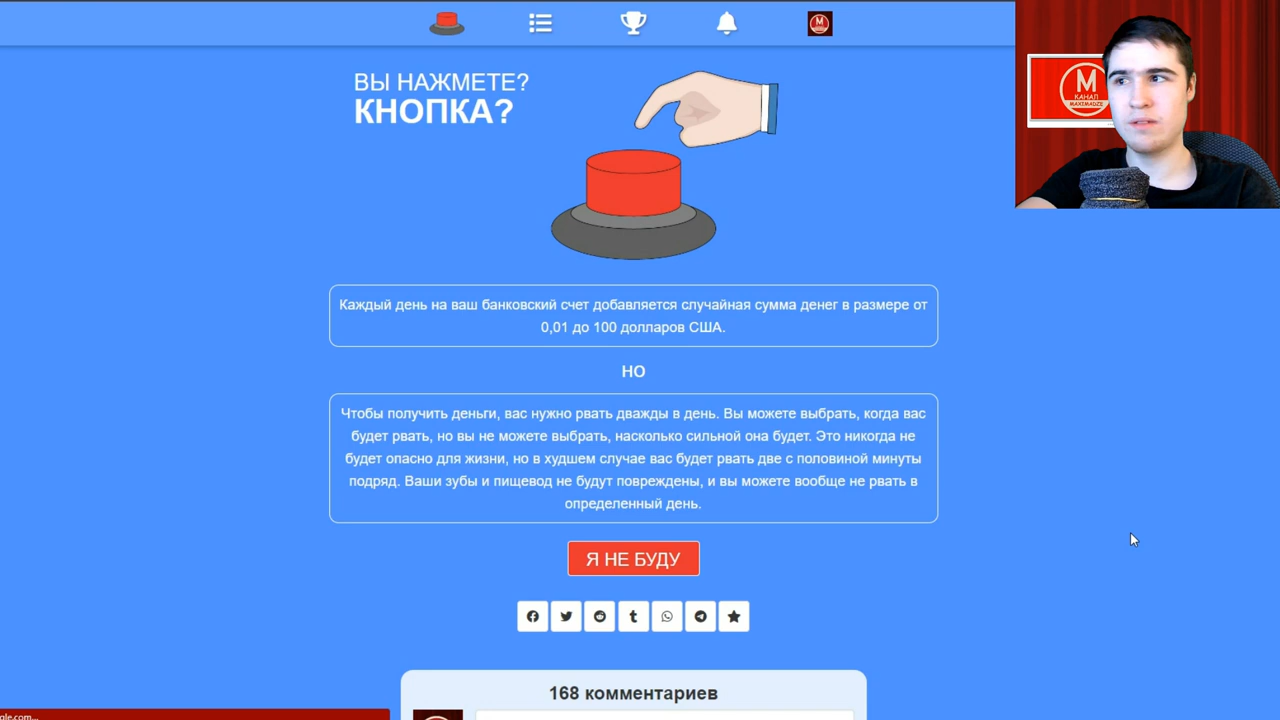 М
ВЫ НАЖМЕТЕ?
КНОПКА?
М
КАНАЛ
MAXIMADZE
Каждый день на ваш банковский счет добавляется случайная сумма денег в размере от
0,01 до 100 долларов США.
НО
Чтобы получить деньги, вас нужно рвать дважды в день. Вы можете выбрать, когда вас
будет рвать, но вы не можете выбрать, насколько сильной она будет. Это никогда не
будет опасно для жизни, но в худшем случае вас будет рвать две с половиной минуты
подряд. Ваши зубы и пищевод не будут повреждены, и вы можете вообще не рвать в
определенный день.
Я НЕ БУДУ
168 комментариев
gle.com...